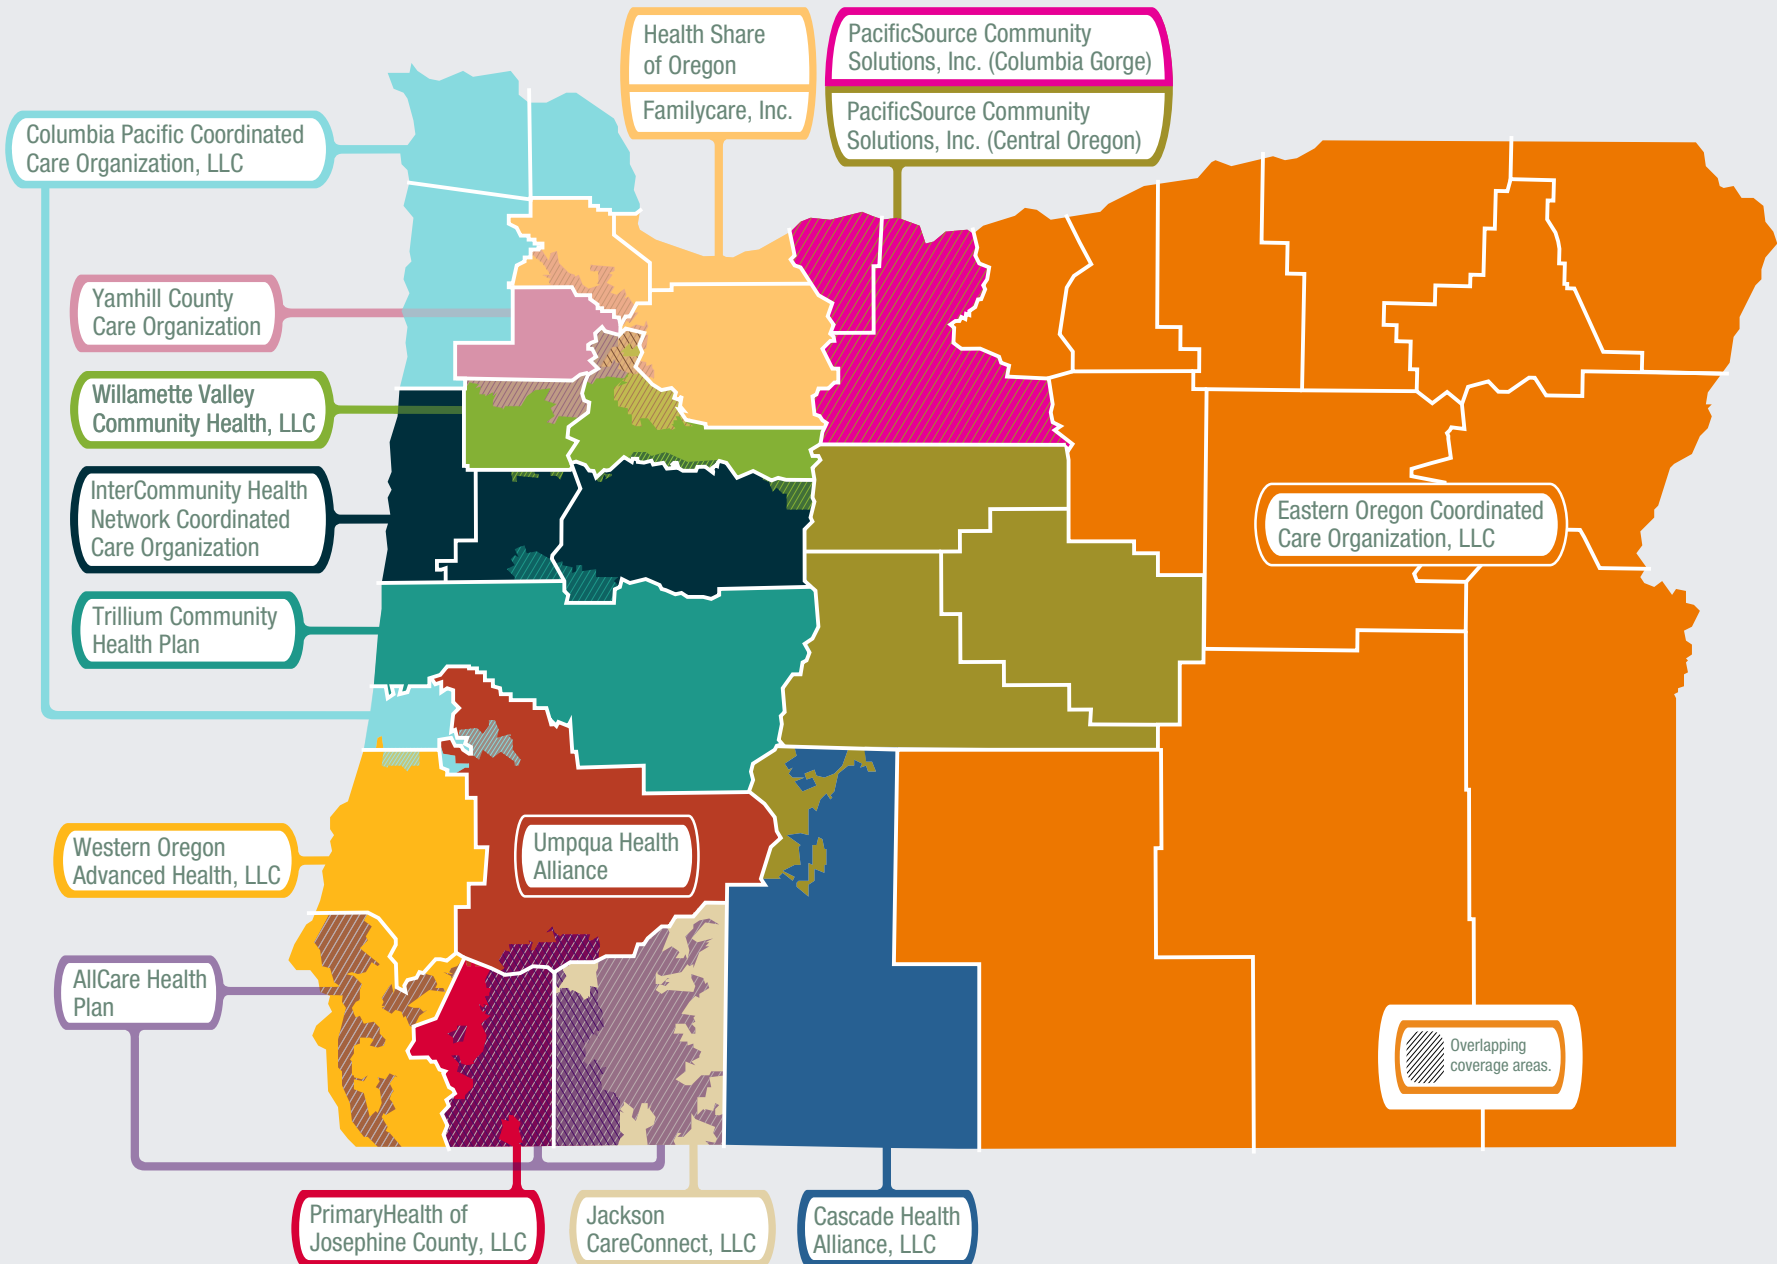 Health Share
of Oregon
Familycare, Inc.
PacificSource Community
Solutions, Inc. (Columbia Gorge)
PacificSource Community
Solutions, Inc. (Central Oregon)
Columbia Pacific Coordinated
Care Organization, LLC
Yamhill County
Care Organization
Willamette Valley
Community Health, LLC
InterCommunity Health
Network Coordinated
Care Organization
Eastern Oregon Coordinated
Care Organization, LLC
Trillium Community
Health Plan
Western Oregon
Advanced Health, LLC
Umpqua Health
Alliance
AllCare Health
Plan
Overlapping
coverage areas.
PrimaryHealth of
Josephine County, LLC
Jackson
CareConnect, LLC
Cascade Health
Alliance, LLC